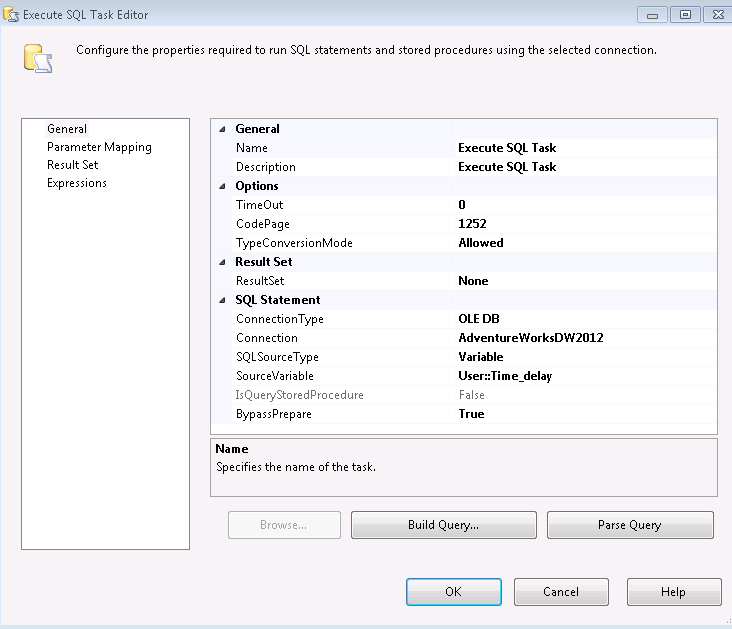 Execute SQL Task Editor
Configure the properties required to run SQL statements and stored procedures using the selected connection.
General
Parameter Mapping
Result Set
Expressions
General
Name Execute SQL Task
Description Execute SQL Task
Options
TimeOut 0
CodePage 1252
TypeConversionMode Allowed
Result Set
ResultSet None
SQL Statement
ConnectionType OLE DB
Connection AdventureWorksDW2012
SQLSourceType Variable
SourceVariable User::Time_delay
IsQueryStoredProcedure False
BypassPrepare True
Name
Specifies the name of the task.
Browse... Build Query... Parse Query
OK Cancel Help